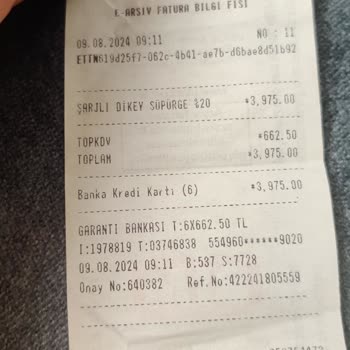 E-ARSIV FATURA BILGI FISI
09.08.2024 09:11 NO : 11
ETTN619d25f7-062c-4b41-ae7b-d6bae8d51b92
ŞARJLI DIKEY SÜPÜRGE %20 *3,975.00
TOPKDV *662.50
TOPLAM *3,975.00
Banka Kredi Kartı (6) *3,975.00
GARANTI BANKASI T:6X662.50 TL
I:1978819 T:03746838 554960******9020
09.08.2024 09:11 B:537 S:7728
Onay No:640382 Ref.No:422241805559